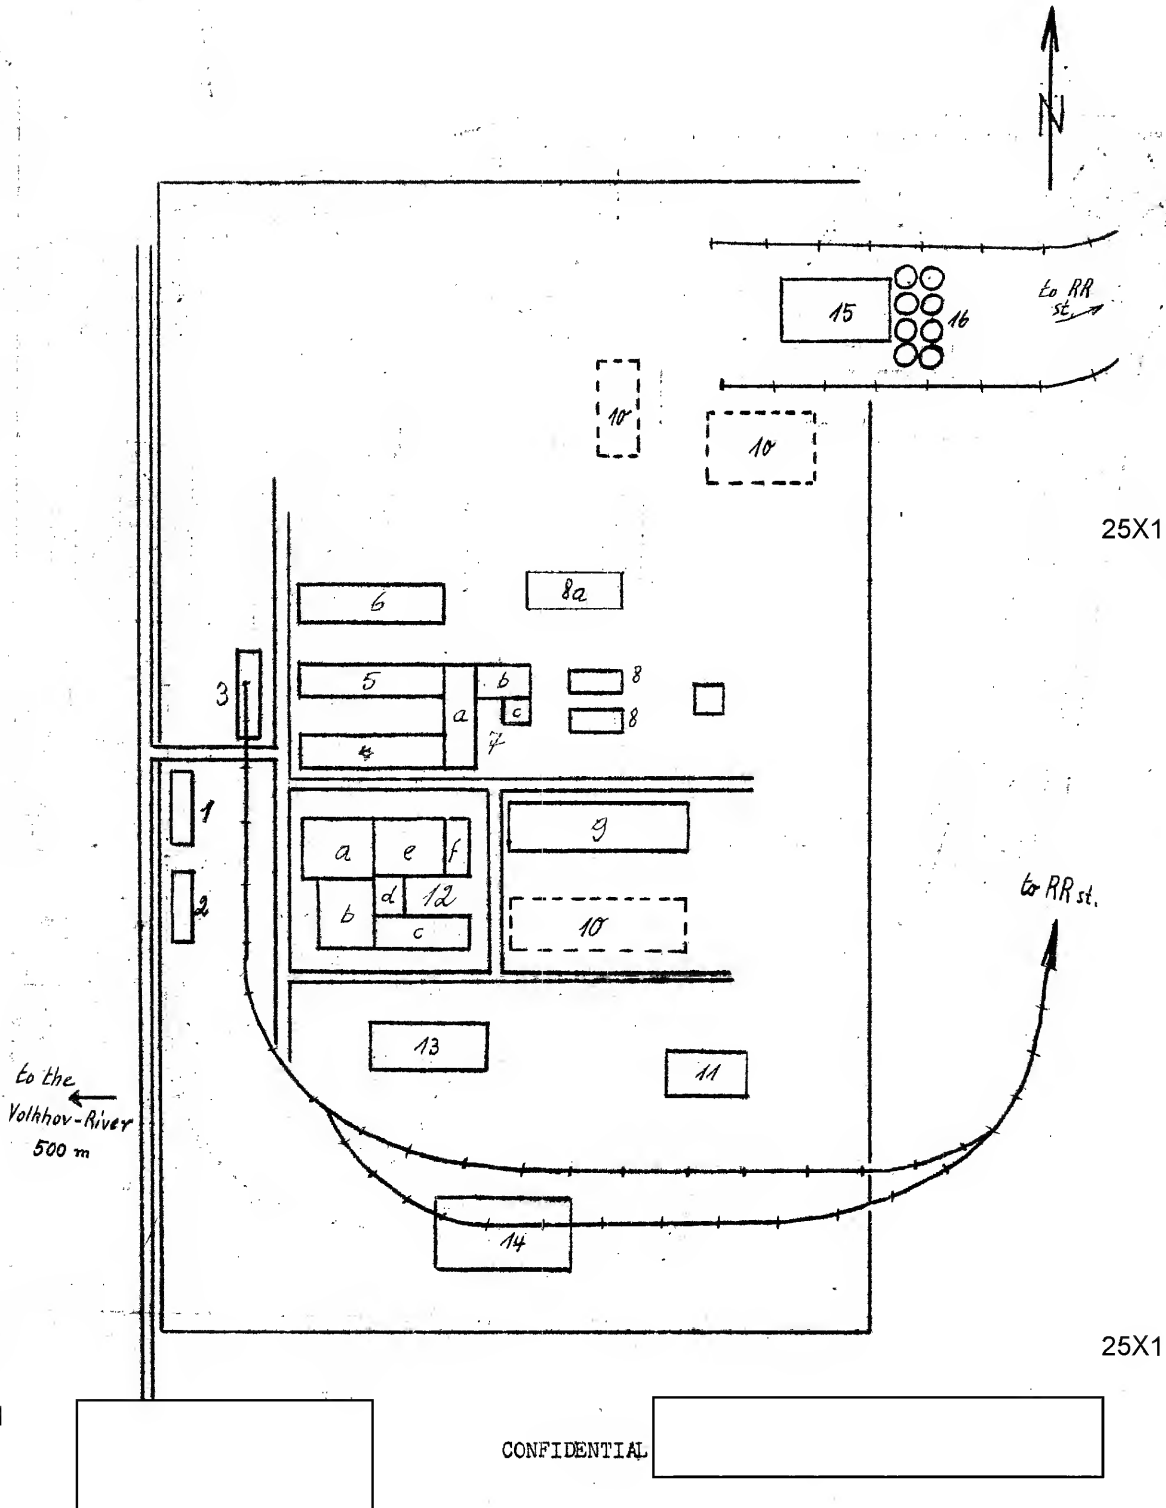 N
to RR
st.
15
16
10
10
25X1
6
8a
3
5
a
b
c
8
8
4
7
1
2
a
e
f
b
d
12
c
9
10
to RR st.
13
11
to the
Volkhov-River
500 m
14
25X1
CONFIDENTIAL